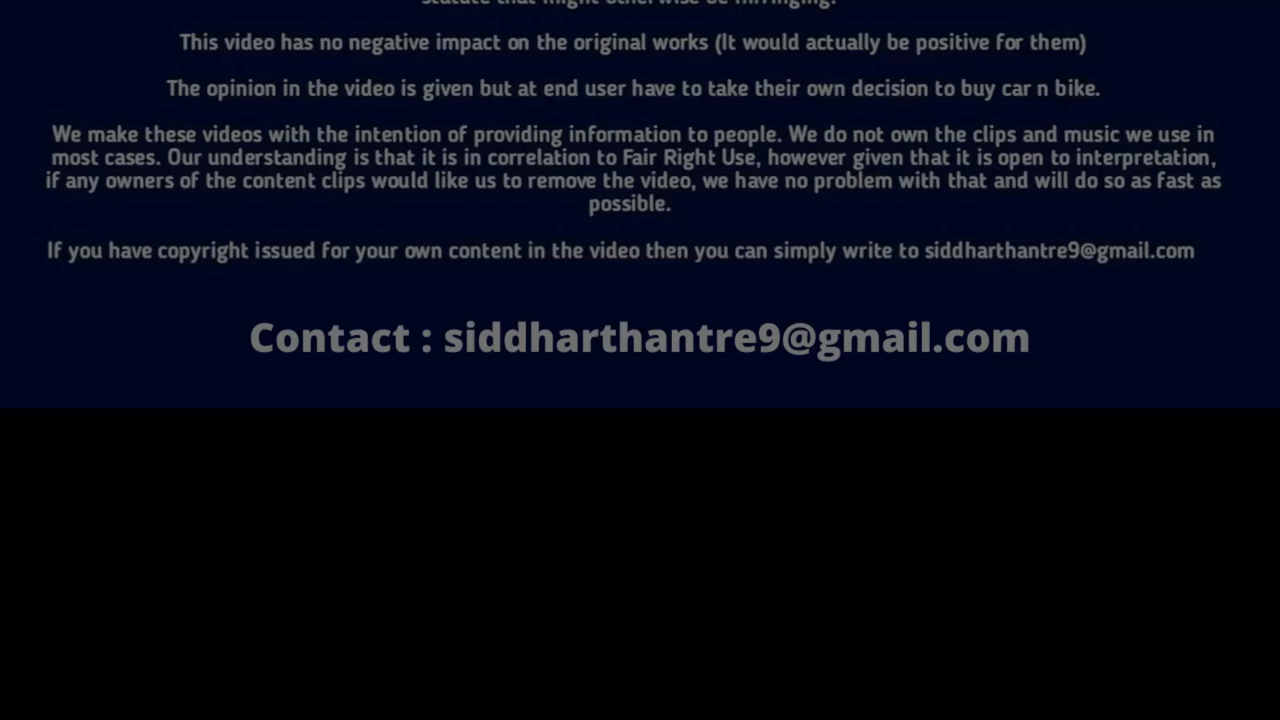 statute that might otherwise be infringing.
This video has no negative impact on the original works (It would actually be positive for them)
The opinion in the video is given but at end user have to take their own decision to buy car n bike.
We make these videos with the intention of providing information to people. We do not own the clips and music we use in
most cases. Our understanding is that it is in correlation to Fair Right Use, however given that it is open to interpretation,
if any owners of the content clips would like us to remove the video, we have no problem with that and will do so as fast as
possible.
If you have copyright issued for your own content in the video then you can simply write to siddharthantre9@gmail.com
Contact : siddharthantre9@gmail.com